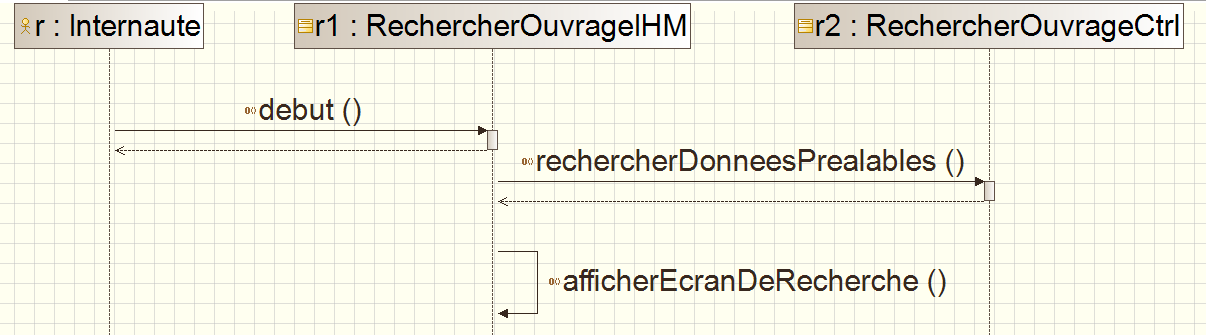 r : Internaute
r1 : RechercherOuvrageIHM
r2 : RechercherOuvrageCtrl
debut ()
rechercherDonneesPrealables ()
afficherEcranDeRecherche ()